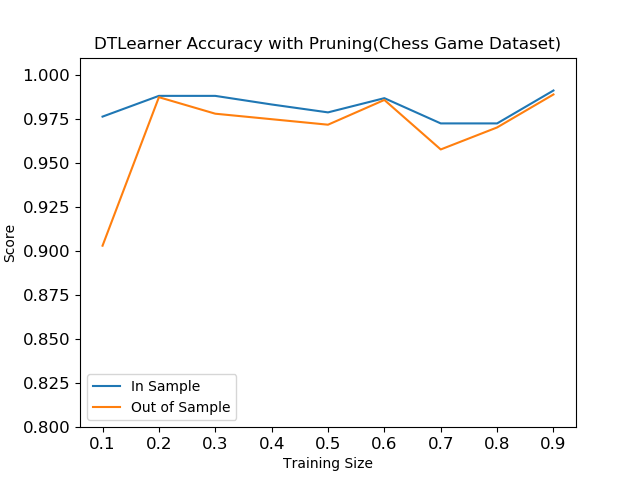 DTLearner Accuracy with Pruning(Chess Game Dataset)
1.000
0.975
0.950
0.925
0.900
0.875
0.850
0.825
0.800
Score
In Sample
Out of Sample
0.1 0.2 0.3 0.4 0.5 0.6 0.7 0.8 0.9
Training Size